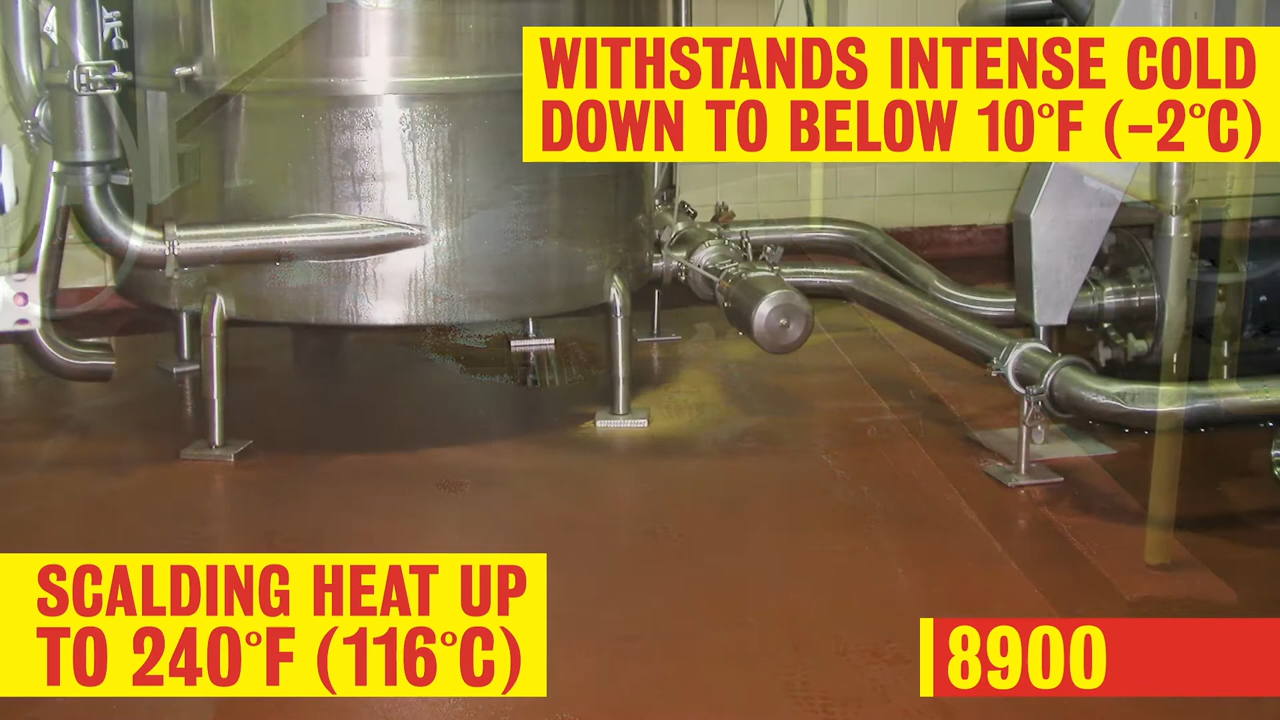 WITHSTANDS INTENSE COLD
DOWN TO BELOW 10°F (-2°C)
SCALDING HEAT UP
TO 240°F (116°C)
8900